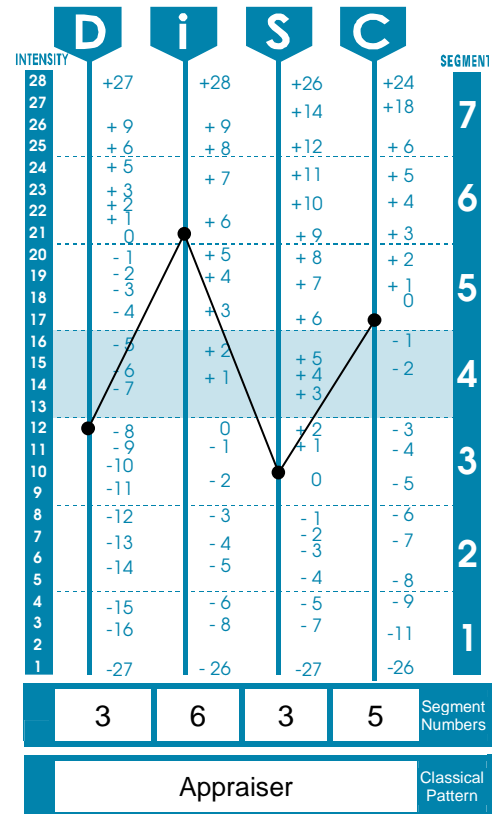 D i S C
INTENSITY SEGMENT
28 +27 +28 +26 +24
27 +14 +18 7
26 + 9 + 9
25 + 6 + 8 +12 + 6
24 + 5 +11 + 5
23 + 3 + 7 6
22 + 2 +10 + 4
+ 1 + 6
21 0 + 9 + 3
20 - 1 + 5 + 8 + 2
19 - 2 + 4 + 7 + 1 5
18 - 3 0
17 - 4 + 3 + 6
16 - 5 + 2 - 1
15 - 6 + 5 - 2 4
14 - 7 + 1 + 4
13 + 3
12 - 8 0 + 2 - 3
11 - 9 - 1 + 1 - 4 3
10 -10 - 2 0
9 -11 - 5
8 -12 - 3 - 1 - 6
7 -13 - 4 - 2 - 7 2
6 -14 - 5 - 3
5 - 4 - 8
4 -15 - 6 - 5 - 9
3 -16 - 8 - 7 -11 1
2
1 -27 - 26 -27 -26
3 6 3 5 Segment
Numbers
Appraiser Classical
Pattern